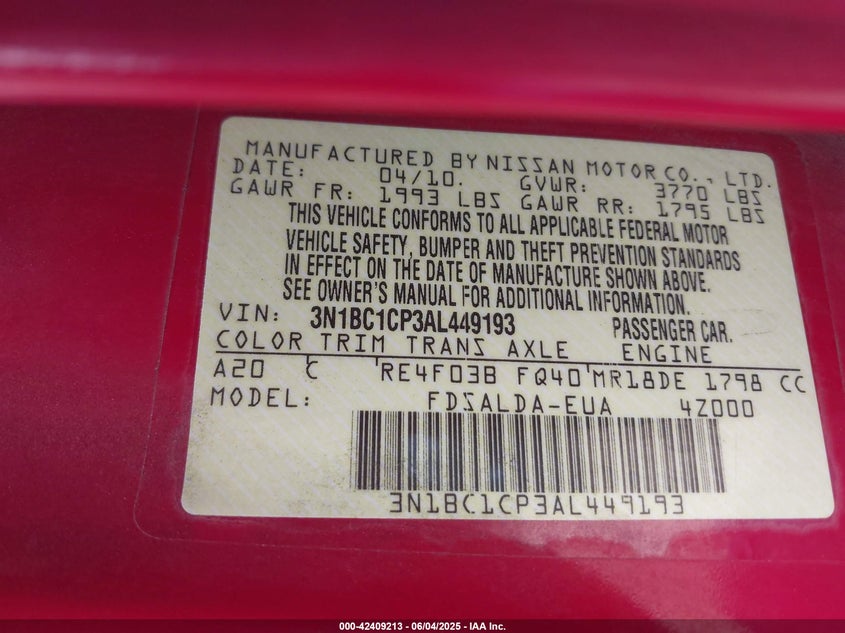 MANUFACTURED BY NISSAN MOTOR CO., LTD.
DATE: 04/10. GVWR: 3770 LBS
GAWR FR: 1993 LBS GAWR RR: 1795 LBS
THIS VEHICLE CONFORMS TO ALL APPLICABLE FEDERAL MOTOR
VEHICLE SAFETY, BUMPER AND THEFT PREVENTION STANDARDS
IN EFFECT ON THE DATE OF MANUFACTURE SHOWN ABOVE.
SEE OWNER'S MANUAL FOR ADDITIONAL INFORMATION.
VIN: 3N1BC1CP3AL449193 PASSENGER CAR.
COLOR TRIM TRANS AXLE ENGINE
A20 C RE4F03B FQ40 MR18DE 1798 CC
MODEL: FDSALDA-EUA 4Z000
3N1BC1CP3AL449193
000-42409213 - 06/04/2025 - IAA Inc.